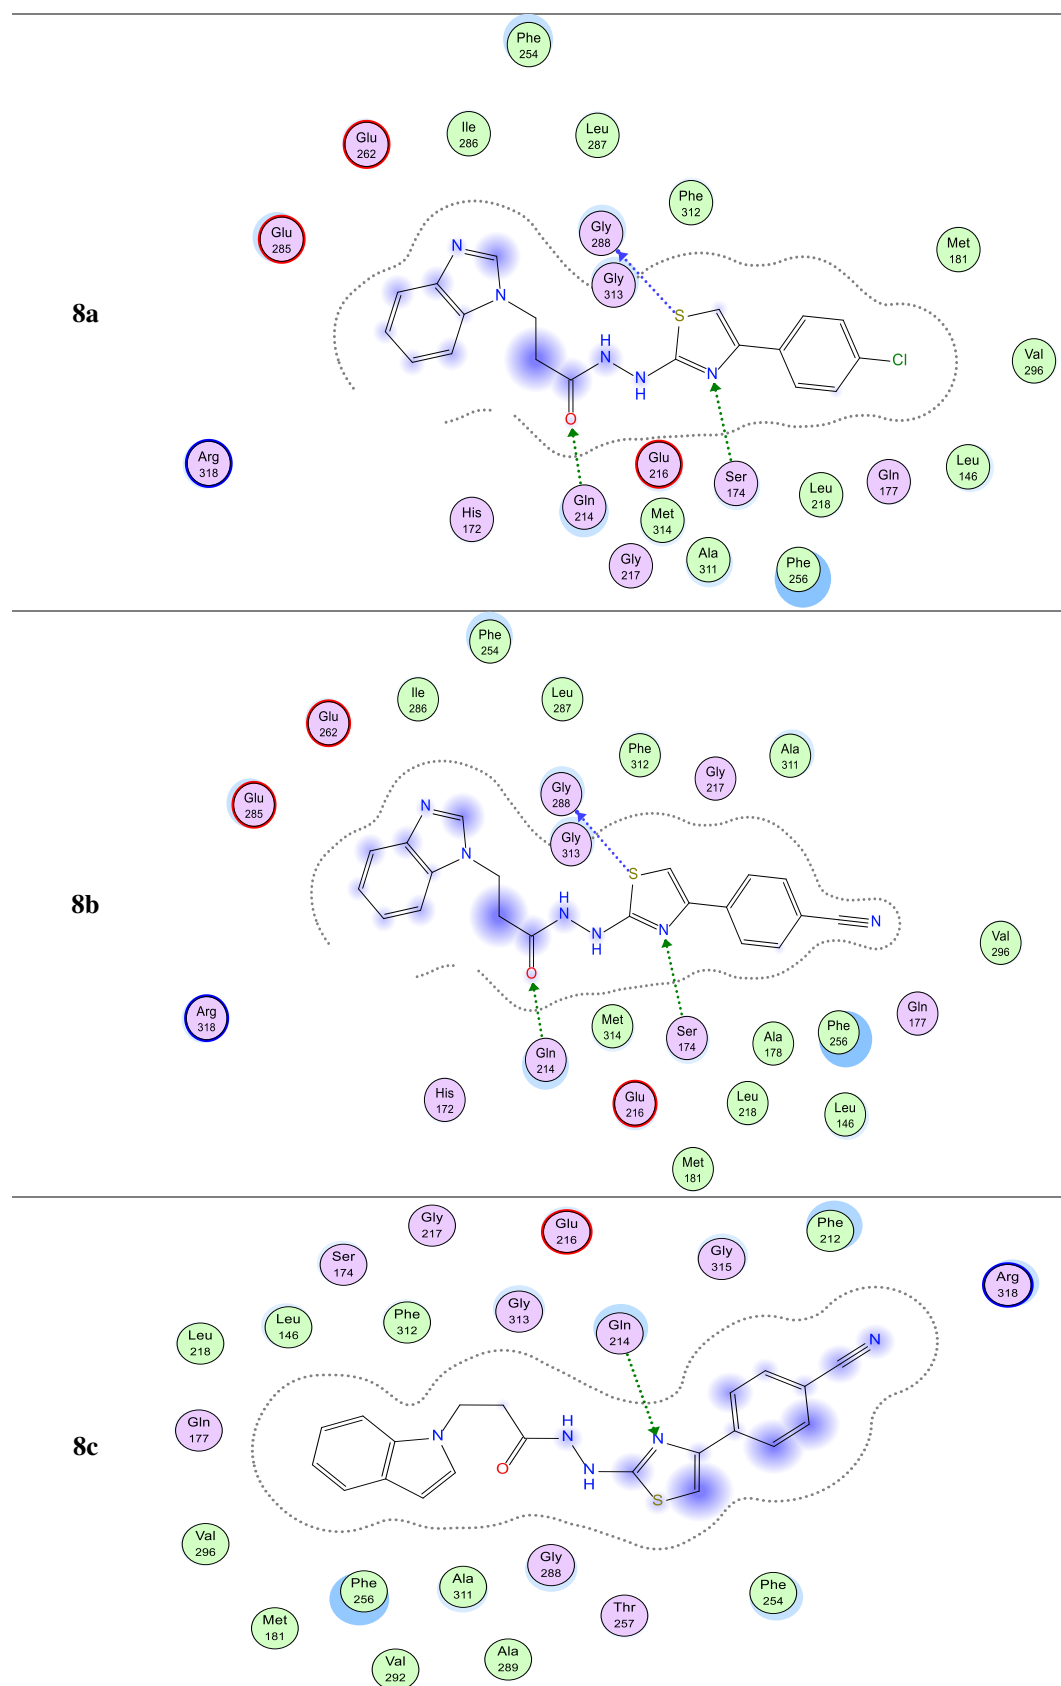 Phe
254
Glu
262
Ile
286
Leu
287
Phe
312
Glu
285
Gly
288
Gly
313
Met
181
8a
N
N
S
H
N
N
H
N
O
Cl
Val
296
Arg
318
His
172
Gln
214
Glu
216
Met
314
Gly
217
Ser
174
Ala
311
Leu
218
Phe
256
Gln
177
Leu
146
Phe
254
Ile
286
Leu
287
Glu
262
Phe
312
Gly
217
Ala
311
Glu
285
Gly
288
Gly
313
8b
N
N
S
H
N
N
H
N
O
N
Val
296
Arg
318
His
172
Gln
214
Met
314
Glu
216
Ser
174
Ala
178
Leu
218
Met
181
Phe
256
Leu
146
Gln
177
Gly
217
Glu
216
Phe
212
Ser
174
Gly
315
Arg
318
Leu
218
Leu
146
Phe
312
Gly
313
Gln
214
N
8c
Gln
177
N
O
H
N
N
H
N
S
Val
296
Met
181
Phe
256
Val
292
Ala
311
Ala
289
Gly
288
Thr
257
Phe
254